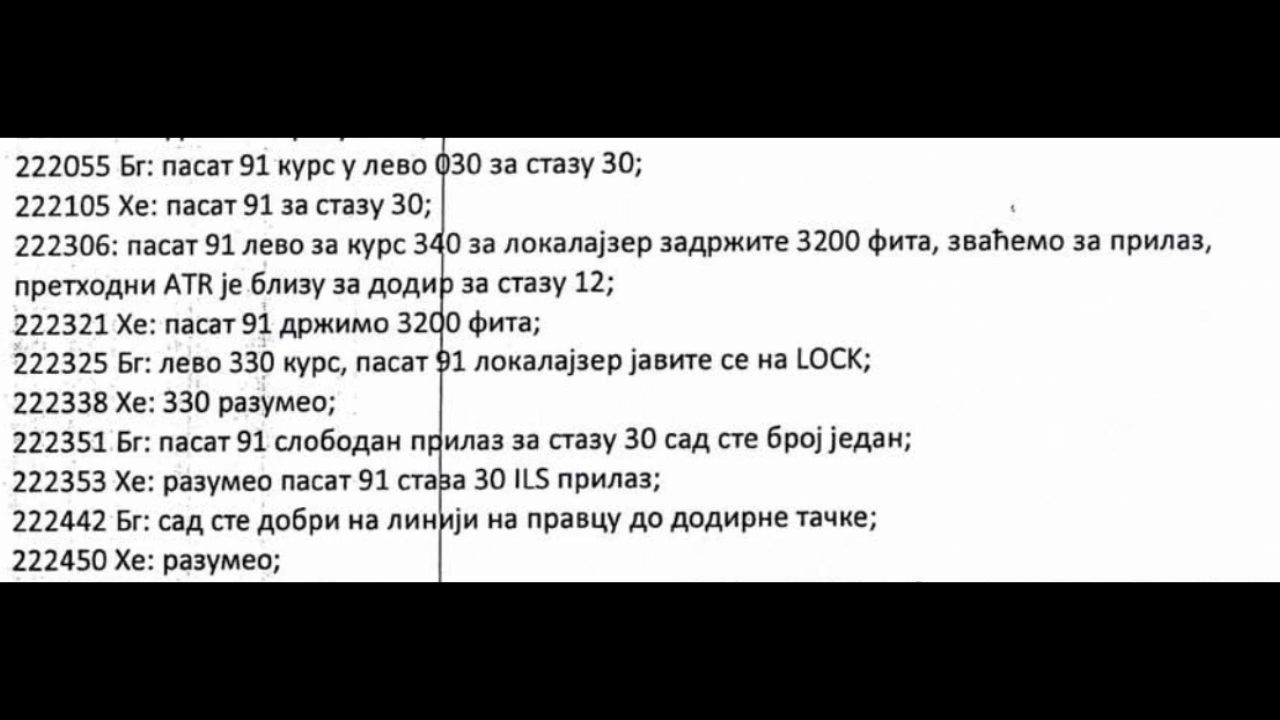 222055 Бг: пасат 91 курс у лево 030 за стазу 30;
222105 Хе: пасат 91 за стазу 30;
222306: пасат 91 лево за курс 340 за локалајзер задржите 3200 фита, зваћемо за прилаз,
претходни ATR је близу за додир за стазу 12;
222321 Хе: пасат 91 држимо 3200 фита;
222325 Бг: лево 330 курс, пасат 91 локалајзер јавите се на LOCK;
222338 Хе: 330 разумео;
222351 Бг: пасат 91 слободан прилаз за стазу 30 сад сте број један;
222353 Хе: разумео пасат 91 стаза 30 ILS прилаз;
222442 Бг: сад сте добри на линији на правцу до додирне тачке;
222450 Хе: разумео;